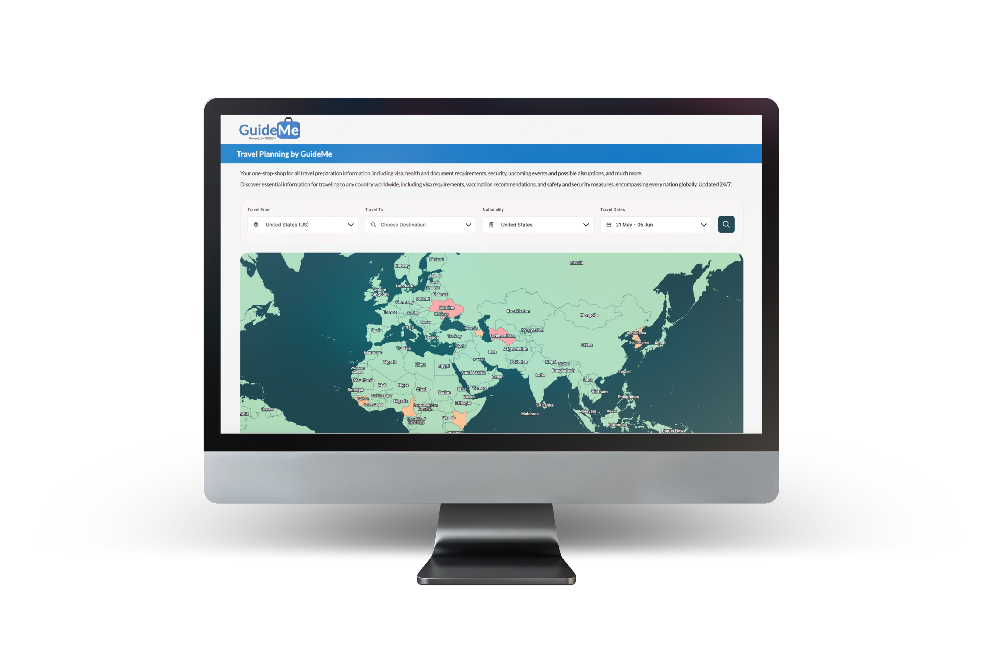 GuideMe
Powered by FROSCH
Travel Planning by GuideMe
Your one-stop-shop for all travel preparation information, including visa, health and document requirements, security, upcoming events and possible disruptions, and much more.
Discover essential information for traveling to any country worldwide, including visa requirements, vaccination recommendations, and safety and security measures, encompassing every nation globally. Updated 24/7.
Travel From
United States (US)
Travel To
Choose Destination
Nationality
United States
Travel Dates
21 May - 05 Jun
Finland
Russia
Norway
Estonia
Latvia
Denmark
Lithuania
United
Kingdom
Belarus
Poland
Germany
Ukraine
France
Austria
Moldova
Kazakhstan
Mongolia
Serbia
Italy
Georgia
Spain
Kyrgyzstan
North Korea
Greece
Turkey
Turkmenistan
South Korea
Japan
Syria
China
Tunisia
Afghanistan
Morocco
Iran
Kuwait
Algeria
Libya
Egypt
Pakistan
Nepal
Bhutan
Western
Sahara
Bangladesh
Taiwan
Saudi Arabia
India
Oman
Mauritania
Laos
Mali
Niger
Chad
Eritrea
Yemen
Senegal
Sudan
Vietnam
Burkina Faso
Djibouti
Philippines
Guinea
Nigeria
Ethiopia
Ivory Coast
Central African
Republic
Sri Lanka
Guyana
mbia
Maldives
Malaysia
Brunei
Uganda
Republic of
the Congo
Indonesia
Tanzania
Papua New